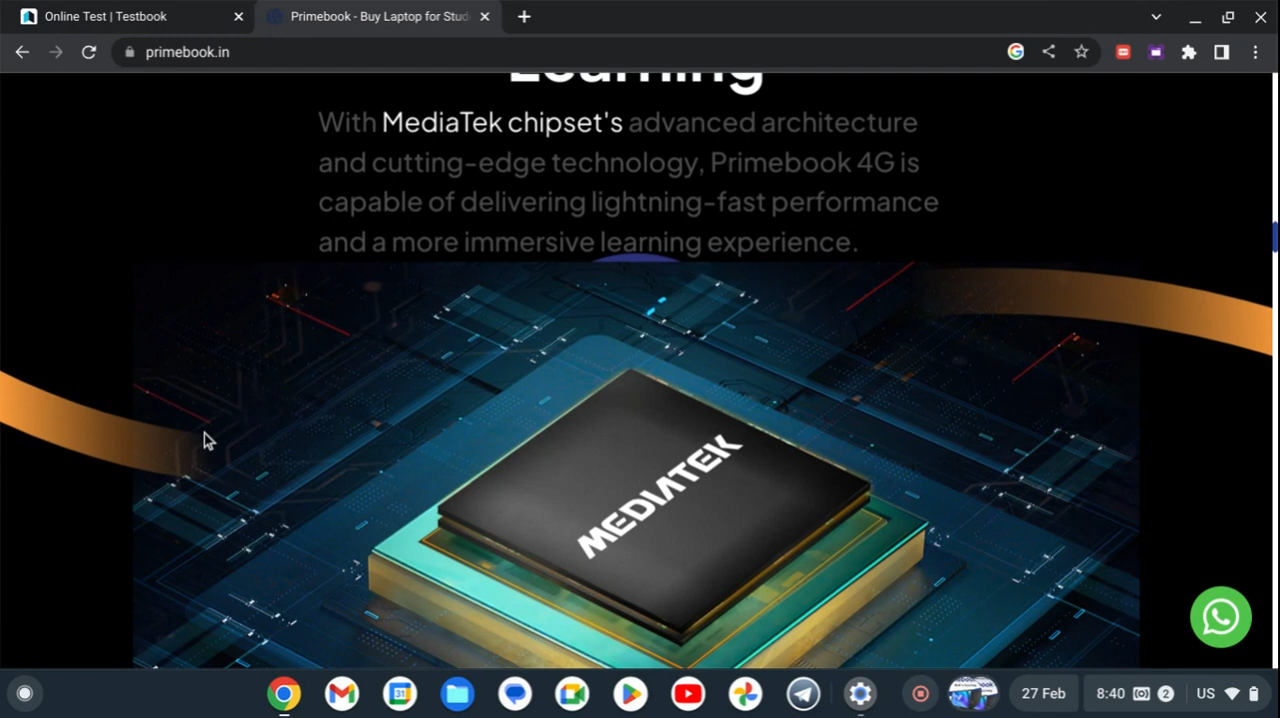 Online Test | Testbook
Primebook - Buy Laptop for Stud
primebook.in
Learning
With MediaTek chipset's advanced architecture
and cutting-edge technology, Primebook 4G is
capable of delivering lightning-fast performance
and a more immersive learning experience.
MEDIATEK
27 Feb
8:40
2
US